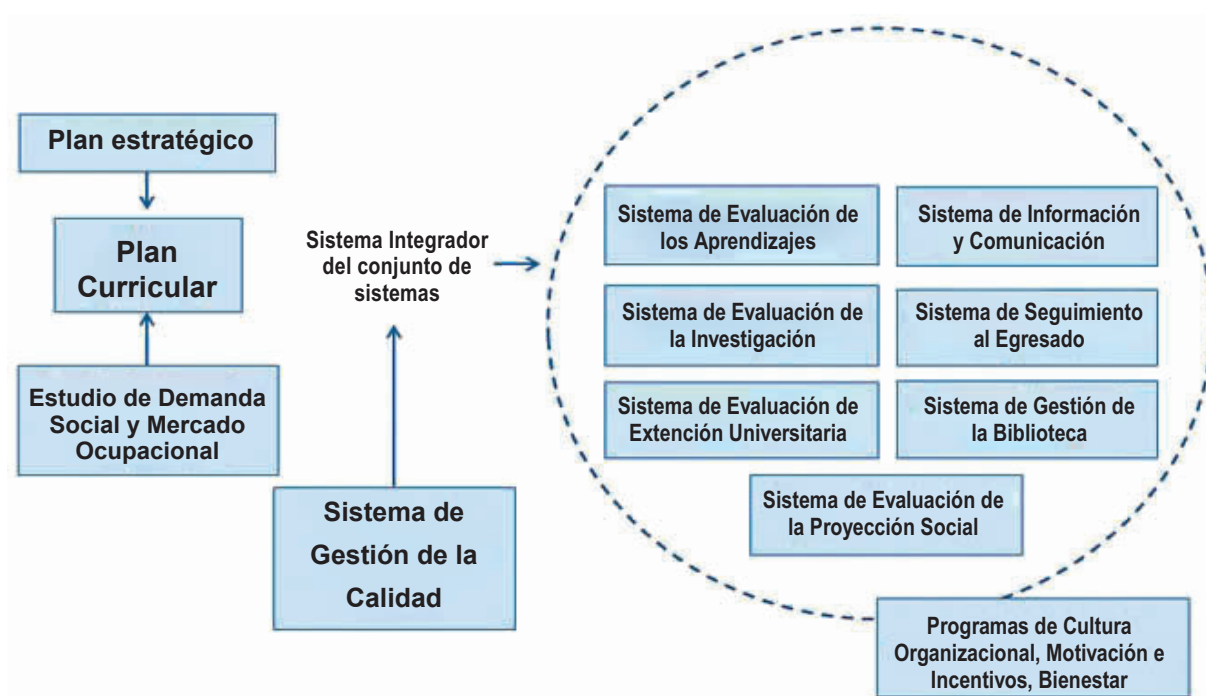 Plan estratégico
Plan
Curricular
Estudio de Demanda
Social y Mercado
Ocupacional
Sistema Integrador
del conjunto de
sistemas
Sistema de
Gestión de la
Calidad
Sistema de Evaluación de
los Aprendizajes
Sistema de Información
y Comunicación
Sistema de Evaluación de
la Investigación
Sistema de Seguimiento
al Egresado
Sistema de Evaluación de
Extención Universitaria
Sistema de Gestión de
la Biblioteca
Sistema de Evaluación de
la Proyección Social
Programas de Cultura
Organizacional, Motivación e
Incentivos, Bienestar